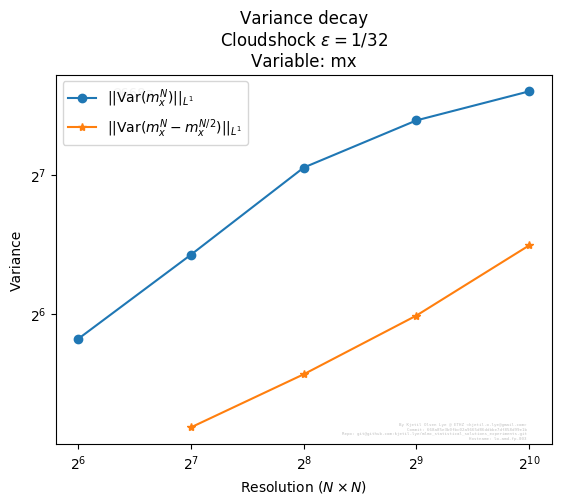 Variance decay
Cloudshock ε = 1/32
Variable: mx
||Var(m_x^N)||_{L^1}
||Var(m_x^N − m_x^{N/2})||_{L^1}
Variance
2^7
2^6
2^6 2^7 2^8 2^9 2^10
Resolution (N × N)